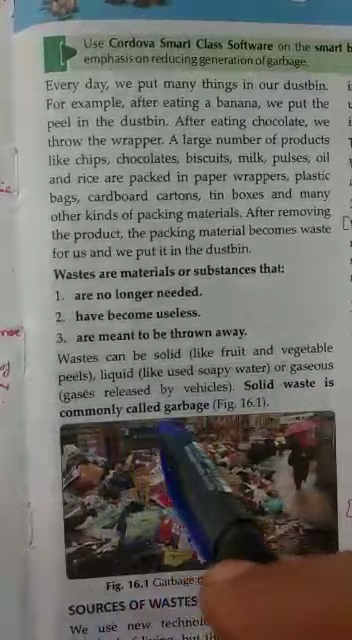 Use Cordova Smart Class Software on the smart b
emphasis on reducing generation of garbage.
Every day, we put many things in our dustbin.
For example, after eating a banana, we put the
peel in the dustbin. After eating chocolate, we
throw the wrapper. A large number of products
like chips, chocolates, biscuits, milk, pulses, oil
and rice are packed in paper wrappers, plastic
bags, cardboard cartons, tin boxes and many
other kinds of packing materials. After removing
the product, the packing material becomes waste
for us and we put it in the dustbin.
Wastes are materials or substances that:
1. are no longer needed.
2. have become useless.
3. are meant to be thrown away.
Wastes can be solid (like fruit and vegetable
peels), liquid (like used soapy water) or gaseous
(gases released by vehicles). Solid waste is
commonly called garbage (Fig. 16.1).
Fig. 16.1 Garbage
SOURCES OF WASTES
We use new technol